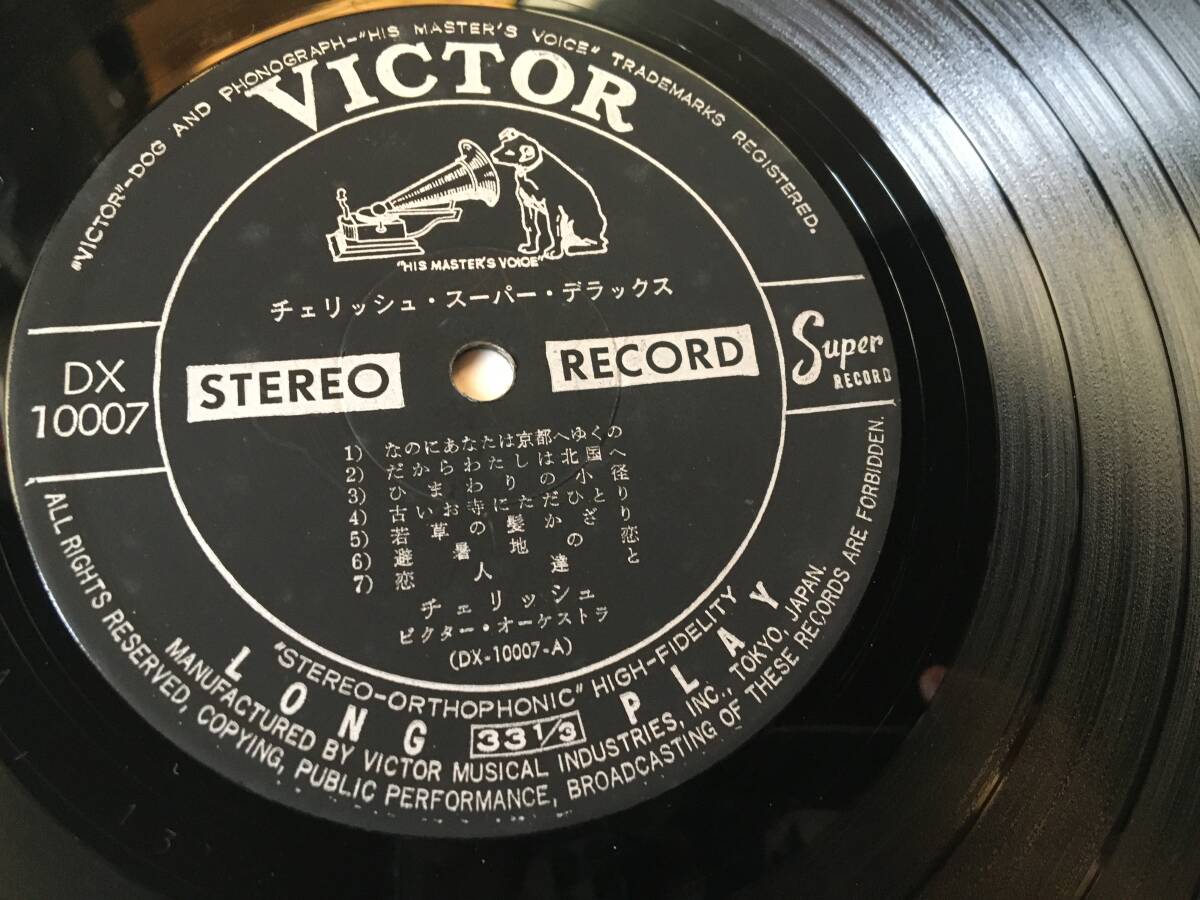 "VICTOR"–DOG AND PHONOGRAPH–"HIS MASTER'S VOICE" TRADEMARKS REGISTERED.
VICTOR
"HIS MASTER'S VOICE"
チェリッシュ・スーパー・デラックス
DX
10007
STEREO RECORD
Super
RECORD
1) なのにあなたは京都へゆくの
2) だからわたしは北国へ
3) ひまわりの小径
4) 古いお寺にただひとり
5) 若草の髪かざり
6) 避暑地の恋
7) 恋人達と
チェリッシュ
ビクター・オーケストラ
(DX-10007-A)
"STEREO-ORTHOPHONIC" HIGH-FIDELITY
LONG 33 1/3 PLAY
MANUFACTURED BY VICTOR MUSICAL INDUSTRIES, INC., TOKYO, JAPAN.
ALL RIGHTS RESERVED, COPYING, PUBLIC PERFORMANCE, BROADCASTING OF THESE RECORDS ARE FORBIDDEN.